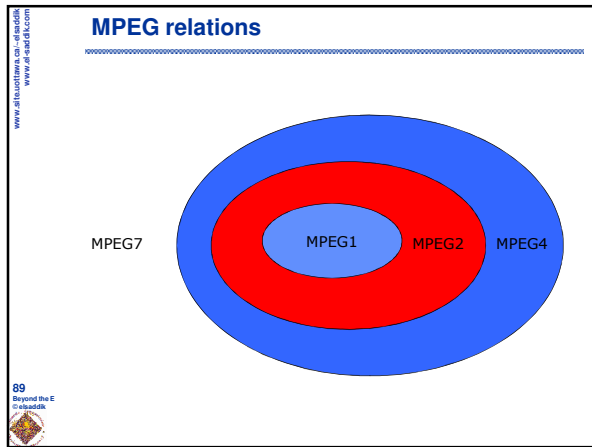 www.site.uottawa.ca/~elsaddik
www.el-saddik.com
MPEG relations
MPEG7
MPEG1
MPEG2
MPEG4
89
Beyond the E
© elsaddik